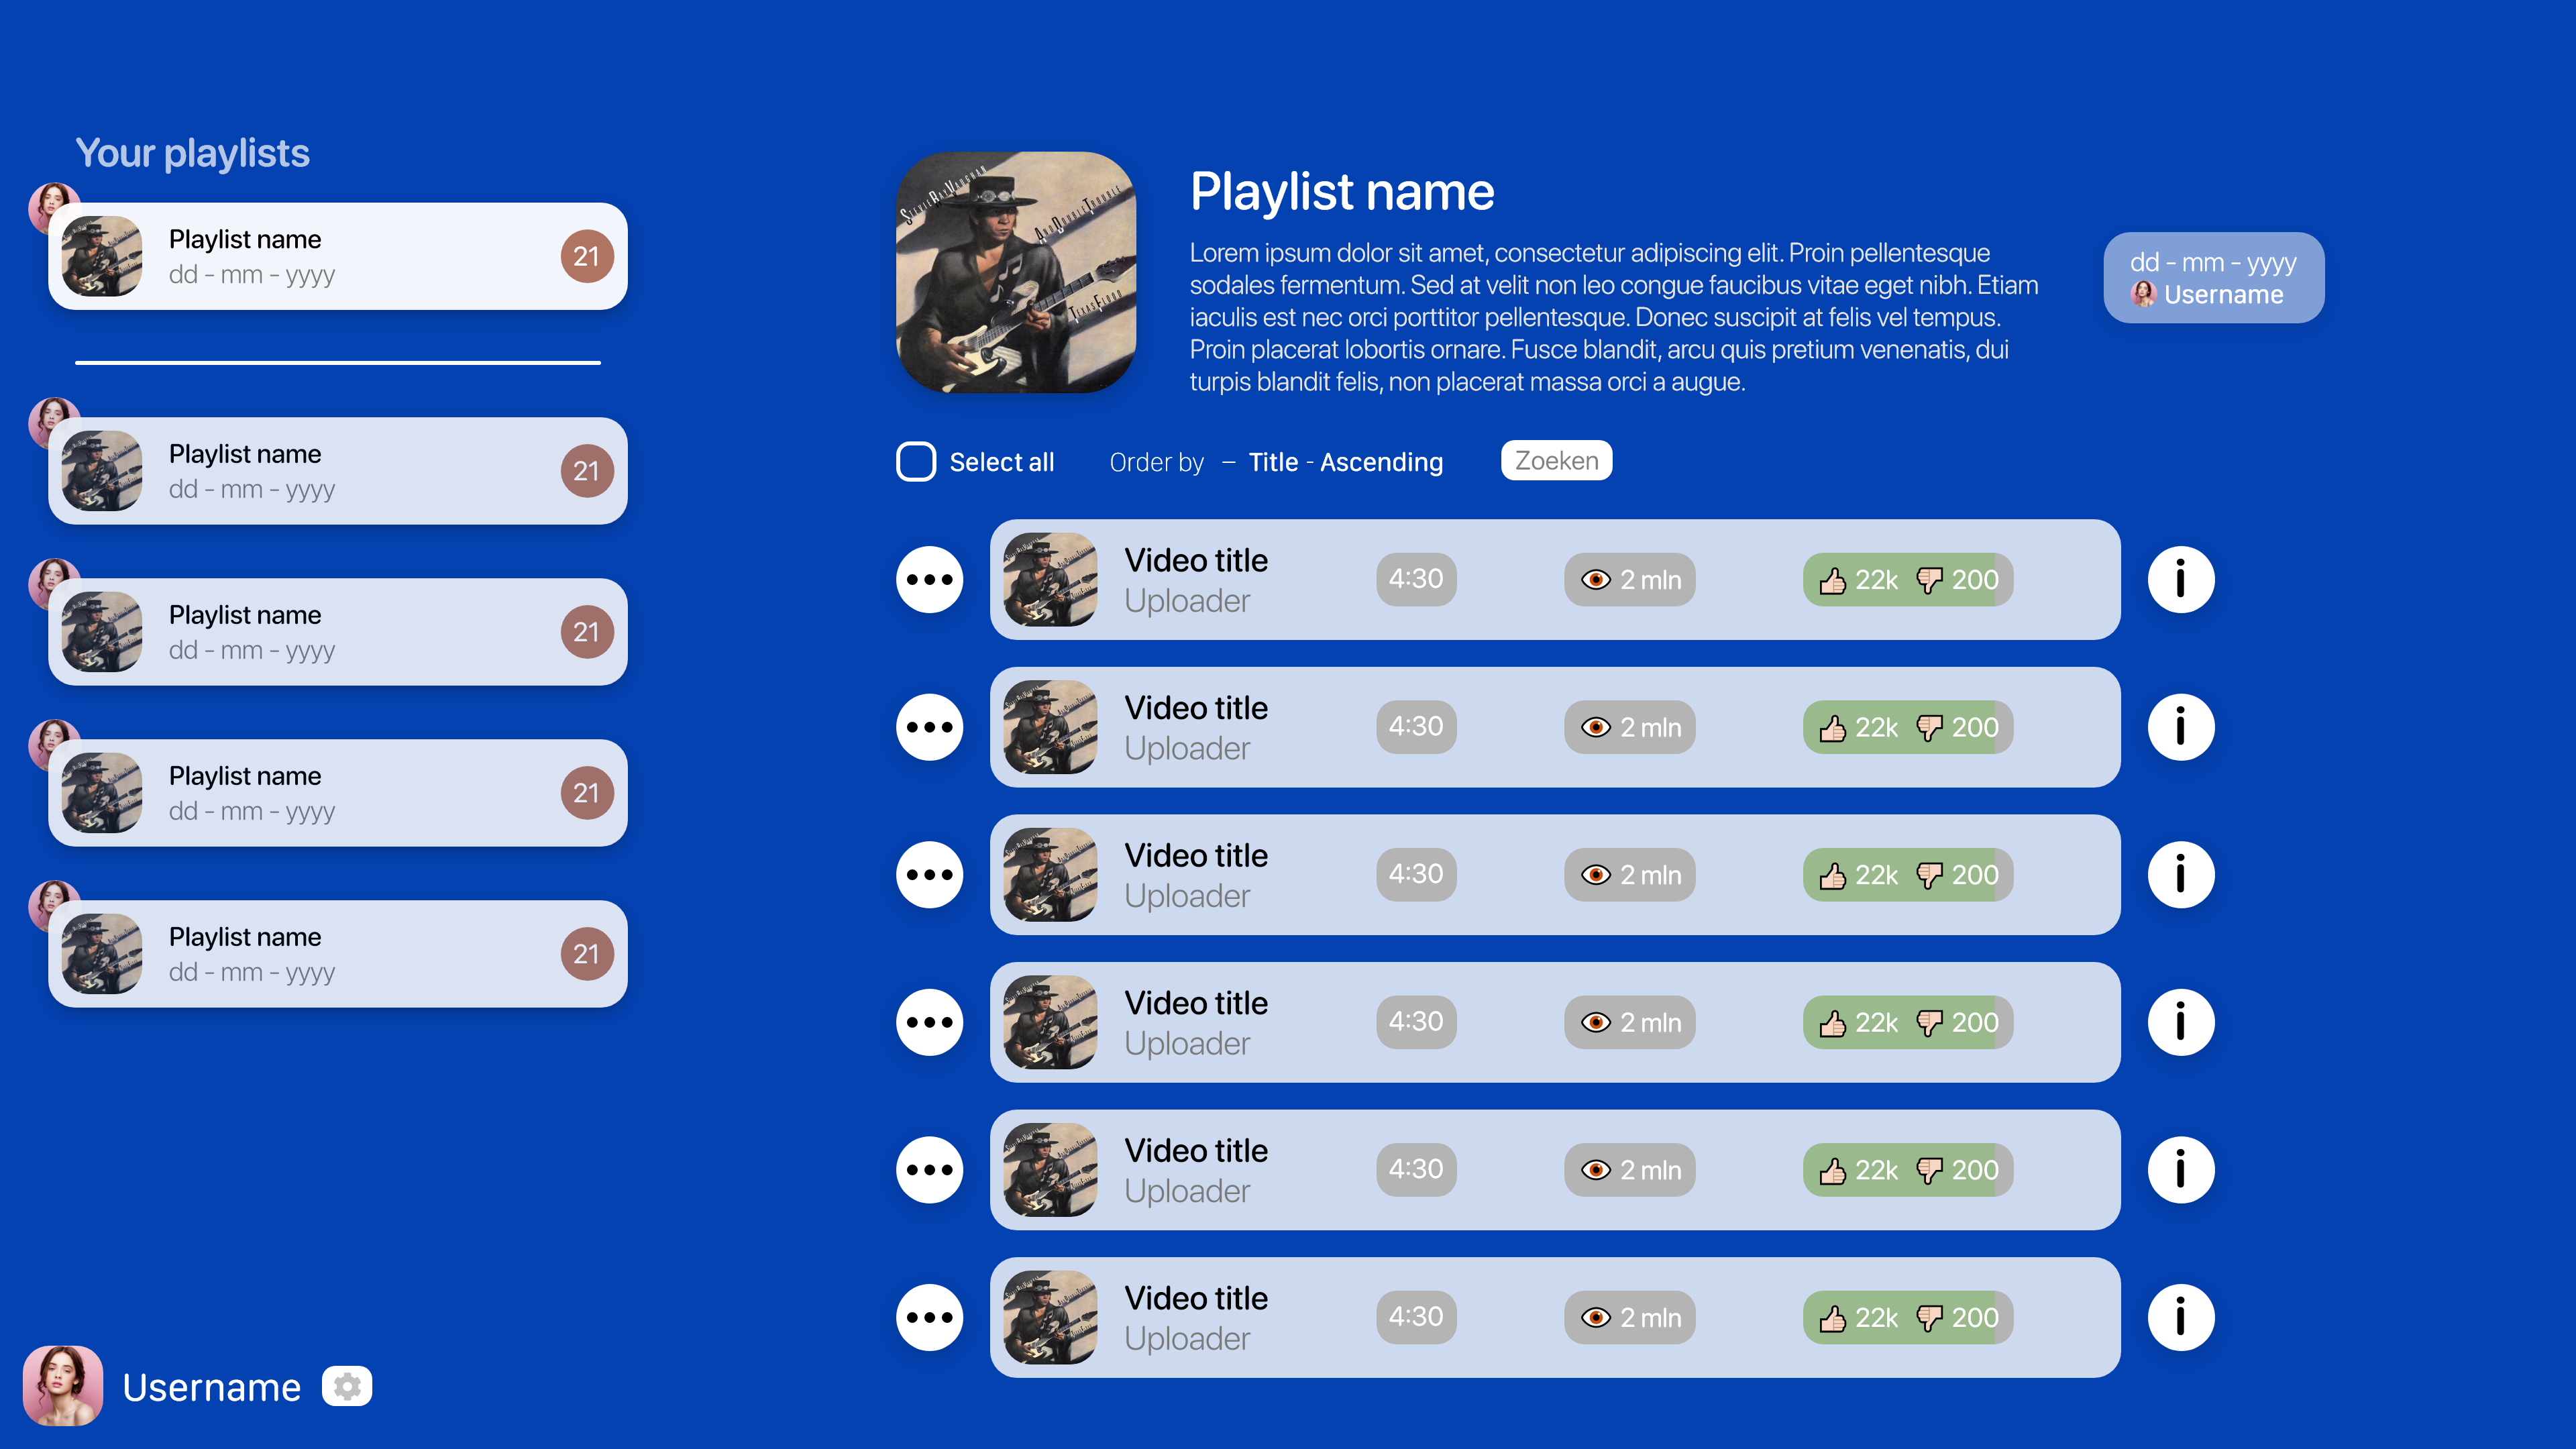 Your playlists
Playlist name
dd - mm - yyyy
21
Playlist name
dd - mm - yyyy
21
Playlist name
dd - mm - yyyy
21
Playlist name
dd - mm - yyyy
21
Playlist name
dd - mm - yyyy
21
Username
StevieRayVaughan
AndDoubleTrouble
TexasFlood
Playlist name
Lorem ipsum dolor sit amet, consectetur adipiscing elit. Proin pellentesque
sodales fermentum. Sed at velit non leo congue faucibus vitae eget nibh. Etiam
iaculis est nec orci porttitor pellentesque. Donec suscipit at felis vel tempus.
Proin placerat lobortis ornare. Fusce blandit, arcu quis pretium venenatis, dui
turpis blandit felis, non placerat massa orci a augue.
dd - mm - yyyy
Username
Select all Order by – Title - Ascending Zoeken
Video title
Uploader
4:30 2 mln 22k 200
i
Video title
Uploader
4:30 2 mln 22k 200
i
Video title
Uploader
4:30 2 mln 22k 200
i
Video title
Uploader
4:30 2 mln 22k 200
i
Video title
Uploader
4:30 2 mln 22k 200
i
Video title
Uploader
4:30 2 mln 22k 200
i